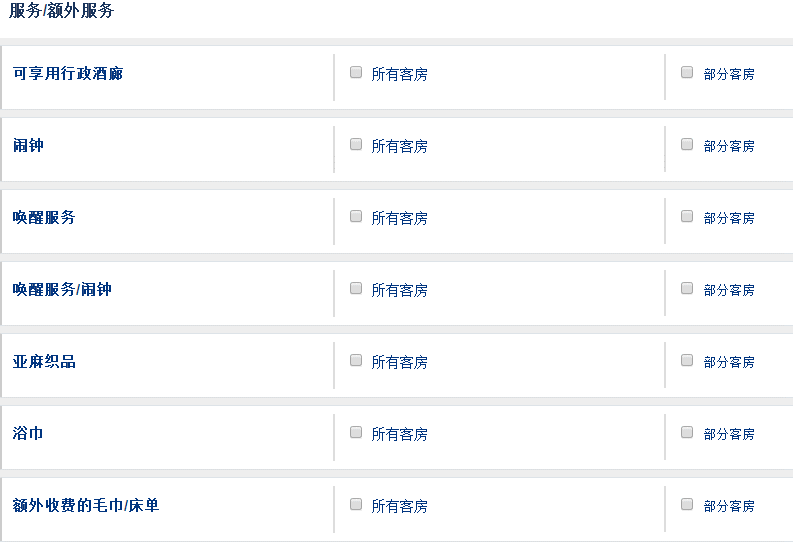 服务/额外服务
可享用行政酒廊 所有客房 部分客房
闹钟 所有客房 部分客房
唤醒服务 所有客房 部分客房
唤醒服务/闹钟 所有客房 部分客房
亚麻织品 所有客房 部分客房
浴巾 所有客房 部分客房
额外收费的毛巾/床单 所有客房 部分客房